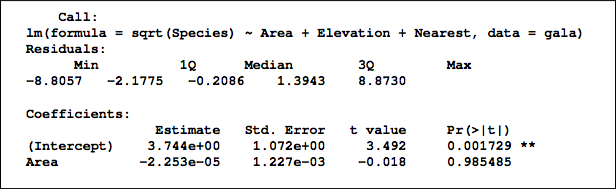 Call:
lm(formula = sqrt(Species) ~ Area + Elevation + Nearest, data = gala)
Residuals:
Min 1Q Median 3Q Max
-8.8057 -2.1775 -0.2086 1.3943 8.8730
Coefficients:
Estimate Std. Error t value Pr(>|t|)
(Intercept) 3.744e+00 1.072e+00 3.492 0.001729 **
Area -2.253e-05 1.227e-03 -0.018 0.985485